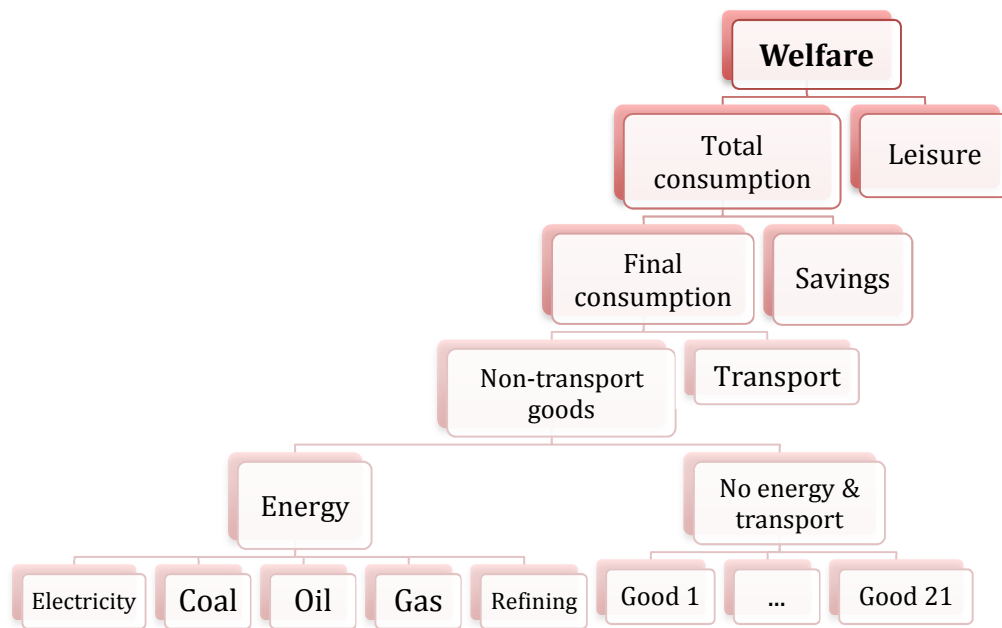 Welfare
Total
consumption
Leisure
Final
consumption
Savings
Non-transport
goods
Transport
Energy
No energy &
transport
Electricity
Coal
Oil
Gas
Refining
Good 1
...
Good 21